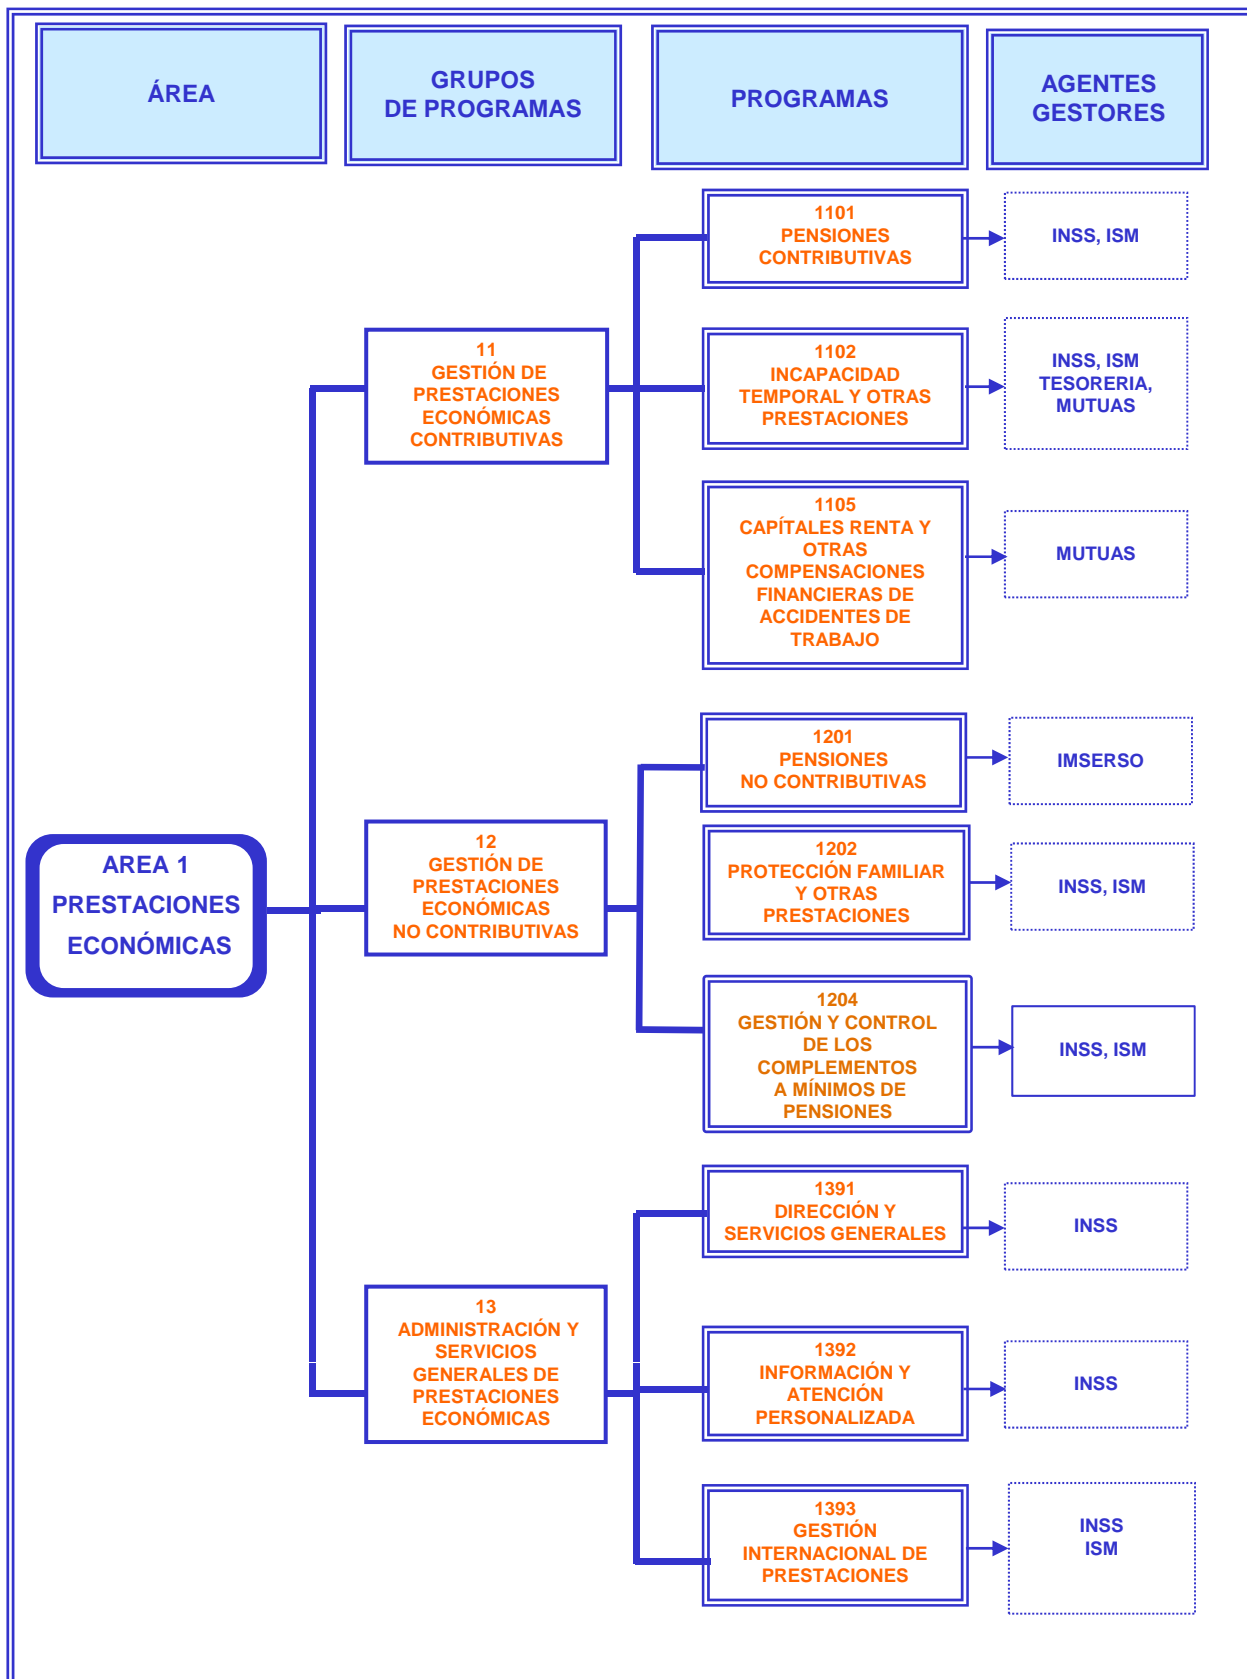 ÁREA
GRUPOS
DE PROGRAMAS
PROGRAMAS
AGENTES
GESTORES
AREA 1
PRESTACIONES
ECONÓMICAS
11
GESTIÓN DE
PRESTACIONES
ECONÓMICAS
CONTRIBUTIVAS
1101
PENSIONES
CONTRIBUTIVAS
INSS, ISM
1102
INCAPACIDAD
TEMPORAL Y OTRAS
PRESTACIONES
INSS, ISM
TESORERIA,
MUTUAS
1105
CAPÍTALES RENTA Y
OTRAS
COMPENSACIONES
FINANCIERAS DE
ACCIDENTES DE
TRABAJO
MUTUAS
12
GESTIÓN DE
PRESTACIONES
ECONÓMICAS
NO CONTRIBUTIVAS
1201
PENSIONES
NO CONTRIBUTIVAS
IMSERSO
1202
PROTECCIÓN FAMILIAR
Y OTRAS
PRESTACIONES
INSS, ISM
1204
GESTIÓN Y CONTROL
DE LOS
COMPLEMENTOS
A MÍNIMOS DE
PENSIONES
INSS, ISM
13
ADMINISTRACIÓN Y
SERVICIOS
GENERALES DE
PRESTACIONES
ECONÓMICAS
1391
DIRECCIÓN Y
SERVICIOS GENERALES
INSS
1392
INFORMACIÓN Y
ATENCIÓN
PERSONALIZADA
INSS
1393
GESTIÓN
INTERNACIONAL DE
PRESTACIONES
INSS
ISM